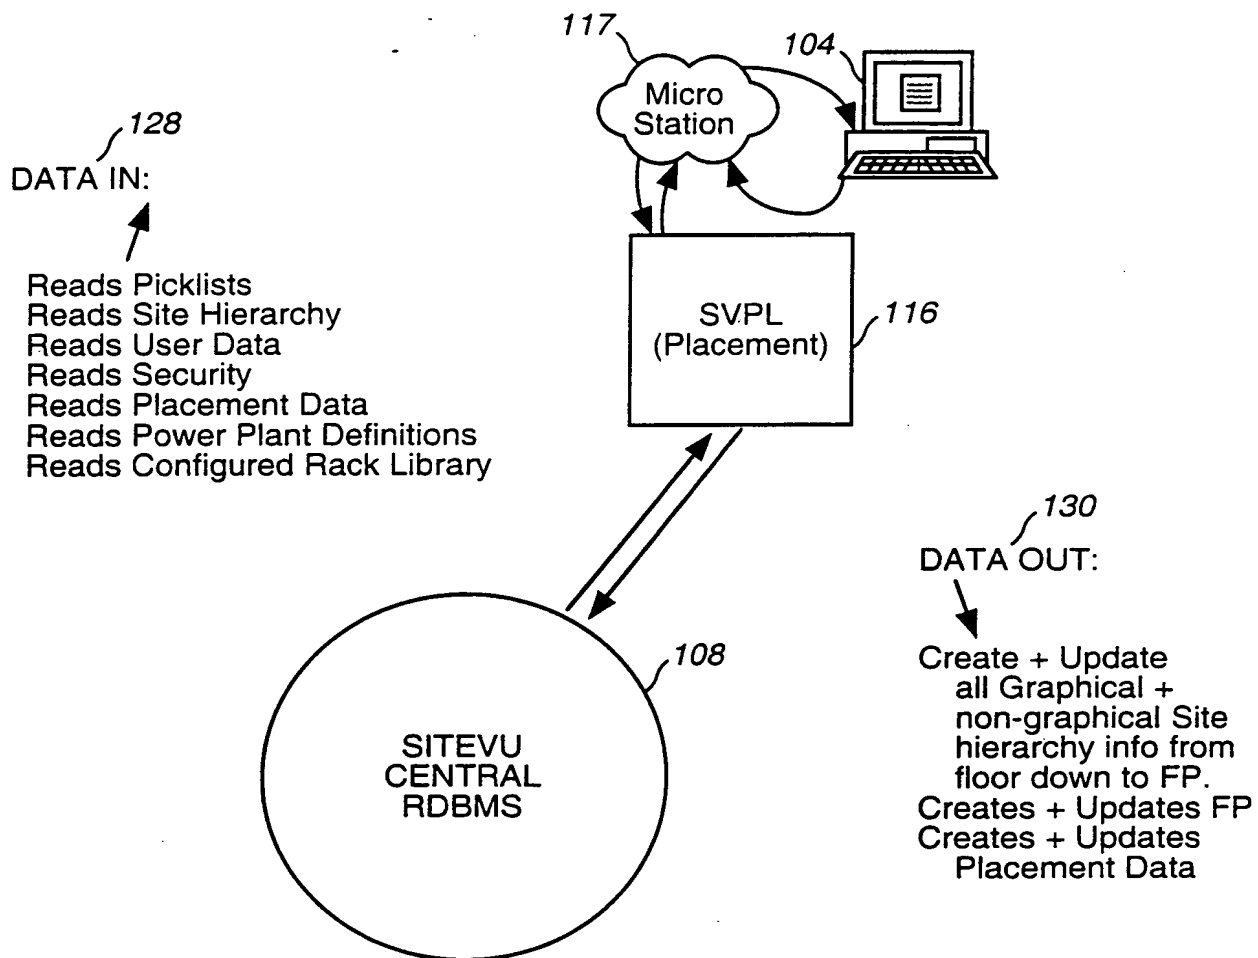 117
104
Micro
Station
128
DATA IN:
Reads Picklists
Reads Site Hierarchy
Reads User Data
Reads Security
Reads Placement Data
Reads Power Plant Definitions
Reads Configured Rack Library
SVPL
(Placement)
116
130
DATA OUT:
Create + Update
all Graphical +
non-graphical Site
hierarchy info from
floor down to FP.
Creates + Updates FP
Creates + Updates
Placement Data
108
SITEVU
CENTRAL
RDBMS